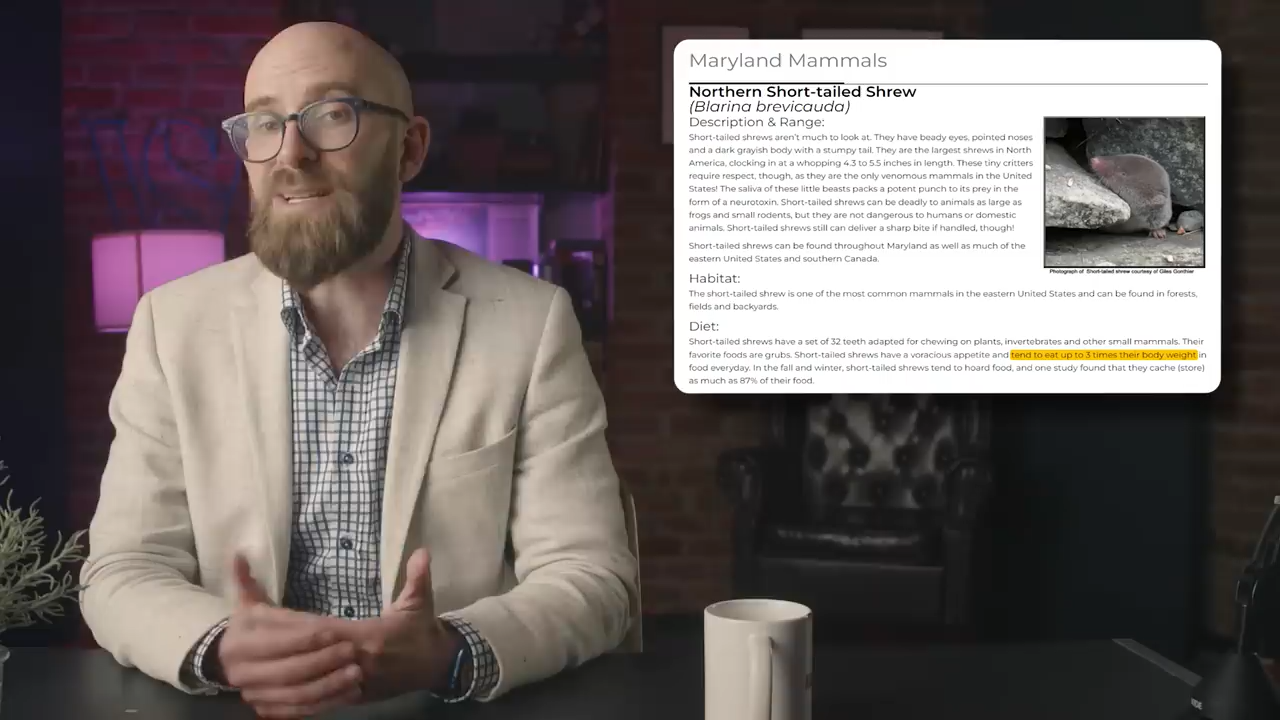 Maryland Mammals
Northern Short-tailed Shrew
(Blarina brevicauda)
Description & Range:
Short-tailed shrews aren't much to look at. They have beady eyes, pointed noses
and a dark grayish body with a stumpy tail. They are the largest shrews in North
America, clocking in at a whopping 4.3 to 5.5 inches in length. These tiny critters
require respect, though, as they are the only venomous mammals in the United
States! The saliva of these little beasts packs a potent punch to its prey in the
form of a neurotoxin. Short-tailed shrews can be deadly to animals as large as
frogs and small rodents, but they are not dangerous to humans or domestic
animals. Short-tailed shrews still can deliver a sharp bite if handled, though!
Short-tailed shrews can be found throughout Maryland as well as much of the
eastern United States and southern Canada.
Photograph of Short-tailed shrew courtesy of Giles Gonthier
Habitat:
The short-tailed shrew is one of the most common mammals in the eastern United States and can be found in forests,
fields and backyards.
Diet:
Short-tailed shrews have a set of 32 teeth adapted for chewing on plants, invertebrates and other small mammals. Their
favorite foods are grubs. Short-tailed shrews have a voracious appetite and tend to eat up to 3 times their body weight in
food everyday. In the fall and winter, short-tailed shrews tend to hoard food, and one study found that they cache (store)
as much as 87% of their food.